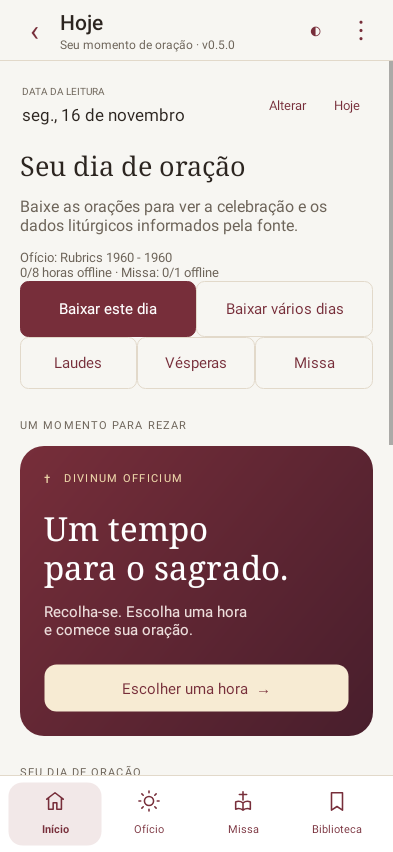 Hoje
Seu momento de oração · v0.5.0
DATA DA LEITURA
seg., 16 de novembro
Alterar
Hoje
Seu dia de oração
Baixe as orações para ver a celebração e os
dados litúrgicos informados pela fonte.
Ofício: Rubrics 1960 - 1960
0/8 horas offline · Missa: 0/1 offline
Baixar este dia
Baixar vários dias
Laudes
Vésperas
Missa
UM MOMENTO PARA REZAR
✝ DIVINUM OFFICIUM
Um tempo
para o sagrado.
Recolha-se. Escolha uma hora
e comece sua oração.
Escolher uma hora →
SEU DIA DE ORAÇÃO
Início
Ofício
Missa
Biblioteca